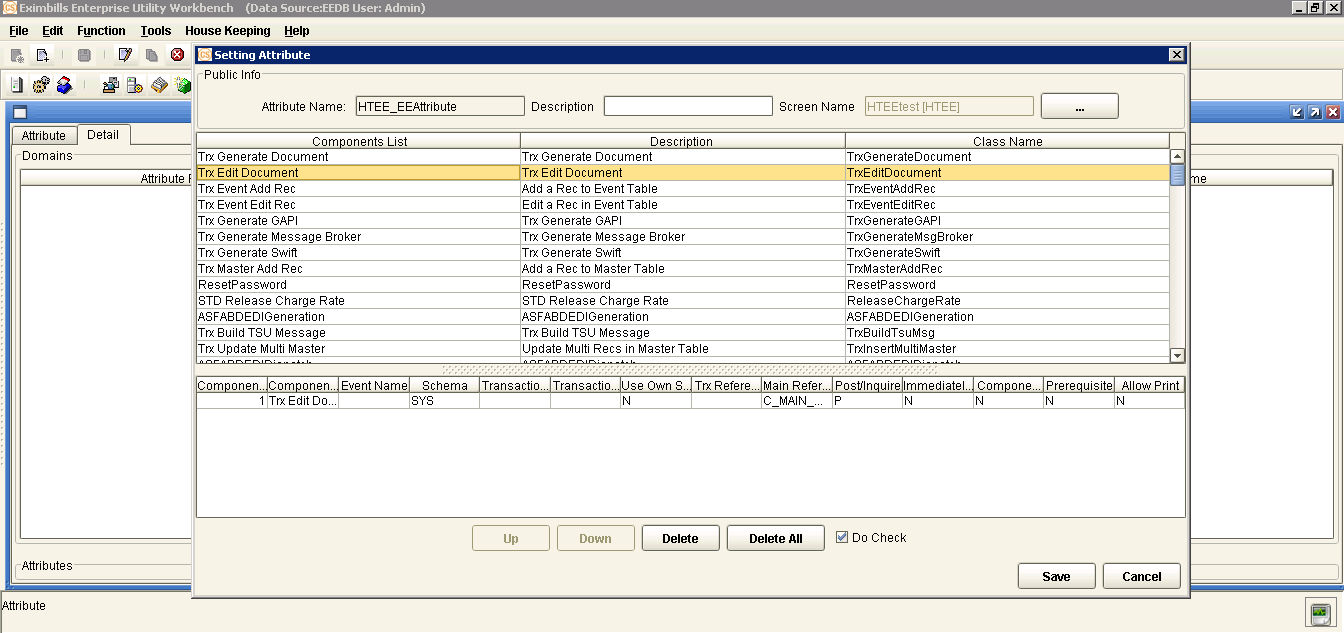 Eximbills Enterprise Utility Workbench (Data Source:EEDB User: Admin)
File Edit Function Tools House Keeping Help
Setting Attribute
Public Info
Attribute Name: HTEE_EEAttribute Description Screen Name HTEEtest [HTEE] ...
Attribute Detail
Domains
Attribute
me
Components List Description Class Name
Trx Generate Document Trx Generate Document TrxGenerateDocument
Trx Edit Document Trx Edit Document TrxEditDocument
Trx Event Add Rec Add a Rec to Event Table TrxEventAddRec
Trx Event Edit Rec Edit a Rec in Event Table TrxEventEditRec
Trx Generate GAPI Trx Generate GAPI TrxGenerateGAPI
Trx Generate Message Broker Trx Generate Message Broker TrxGenerateMsgBroker
Trx Generate Swift Trx Generate Swift TrxGenerateSwift
Trx Master Add Rec Add a Rec to Master Table TrxMasterAddRec
ResetPassword ResetPassword ResetPassword
STD Release Charge Rate STD Release Charge Rate ReleaseChargeRate
ASFABDEDIGeneration ASFABDEDIGeneration ASFABDEDIGeneration
Trx Build TSU Message Trx Build TSU Message TrxBuildTsuMsg
Trx Update Multi Master Update Multi Recs in Master Table TrxInsertMultiMaster
Componen... Componen... Event Name Schema Transactio... Transactio... Use Own S... Trx Refere... Main Refer... Post/Inquire Immediatel... Compone... Prerequisite Allow Print
1 Trx Edit Do... SYS N C_MAIN_... P N N N N
Up Down Delete Delete All Do Check
Save Cancel
Attributes
Attribute